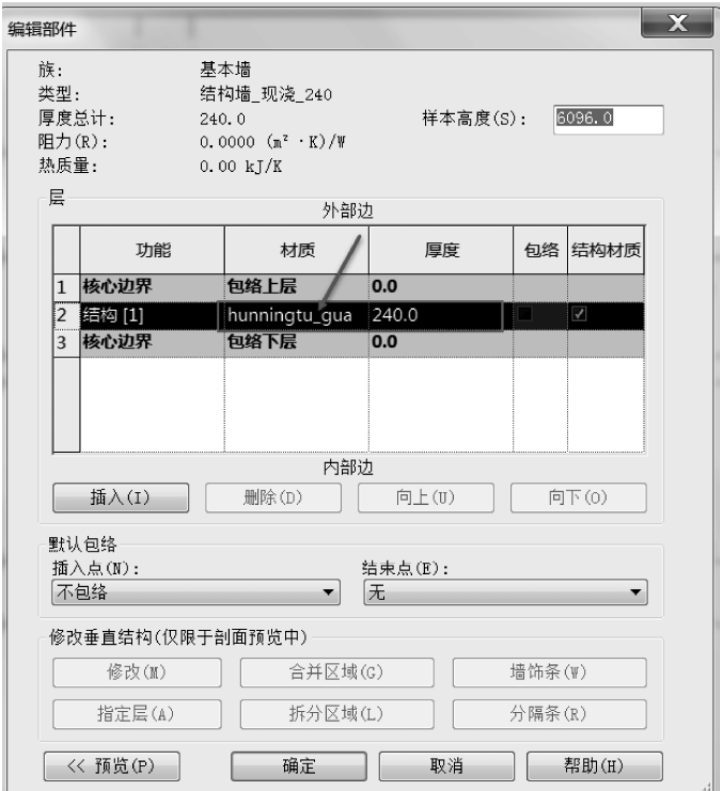 编辑部件
X
族: 基本墙
类型: 结构墙_现浇_240
厚度总计: 240.0 样本高度(S): 6096.0
阻力(R): 0.0000 (m²·K)/W
热质量: 0.00 kJ/K
层
外部边
功能 材质 厚度 包络 结构材质
1 核心边界 包络上层 0.0
2 结构 [1] hunningtu_gua 240.0
3 核心边界 包络下层 0.0
内部边
插入(I) 删除(D) 向上(U) 向下(O)
默认包络
插入点(N): 结束点(E):
不包络 无
修改垂直结构(仅限于剖面预览中)
修改(M) 合并区域(G) 墙饰条(W)
指定层(A) 拆分区域(L) 分隔条(R)
<< 预览(P) 确定 取消 帮助(H)